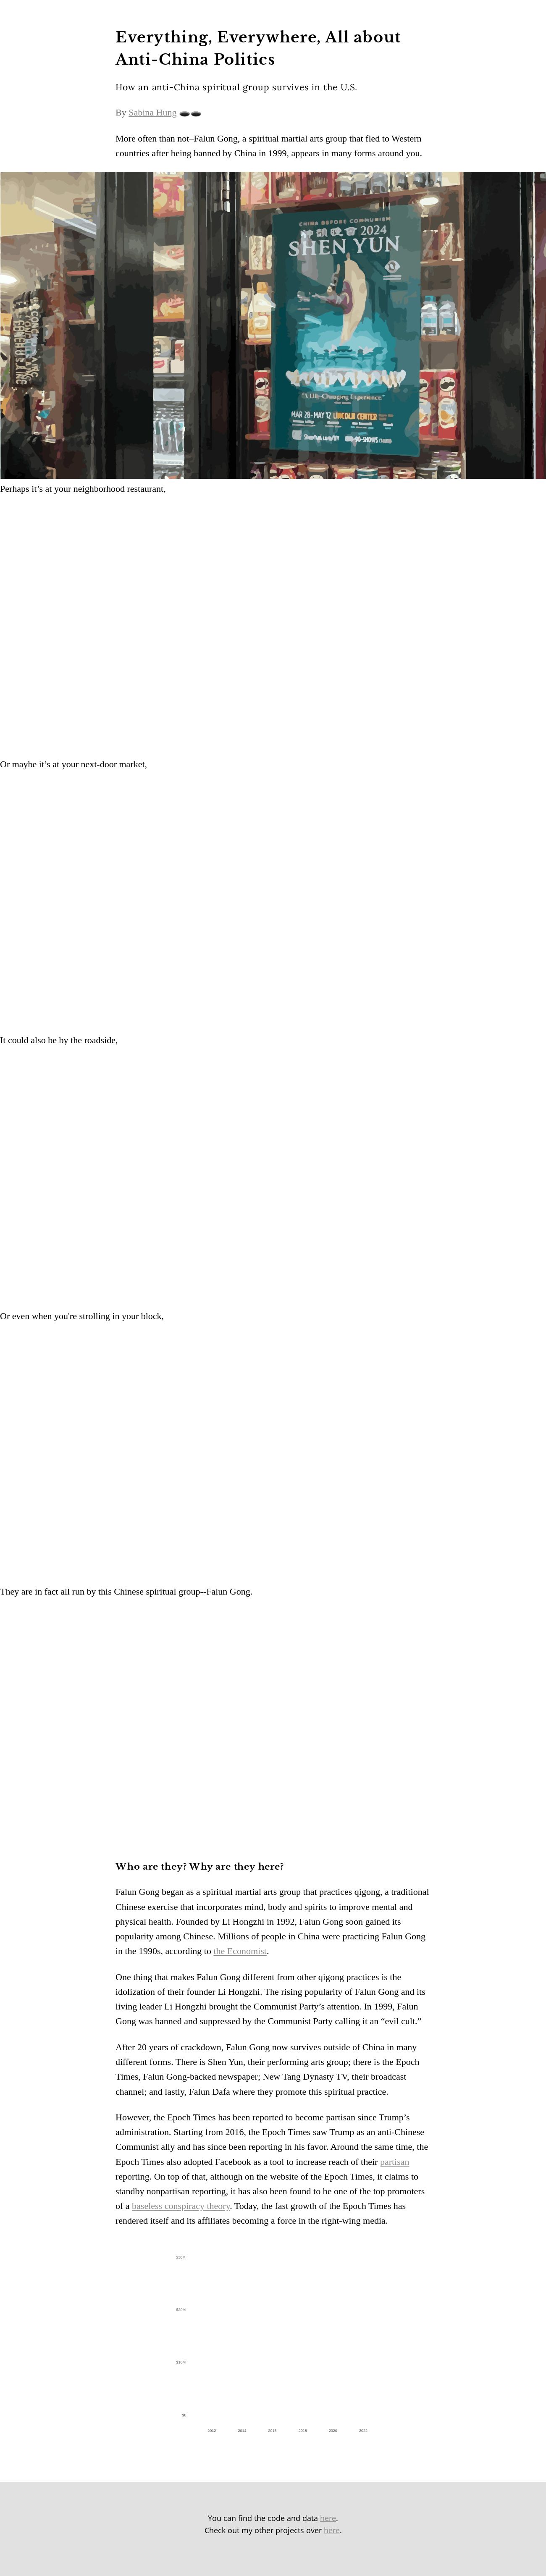 Everything, Everywhere, All about
Anti-China Politics
How an anti-China spiritual group survives in the U.S.
By Sabina Hung
More often than not–Falun Gong, a spiritual martial arts group that fled to Western
countries after being banned by China in 1999, appears in many forms around you.
CHINA BEFORE COMMUNISM
2024
SHEN YUN
"A Life-Changing Experience."
MAR 28-MAY 12 LINCOLN CENTER
Perhaps it’s at your neighborhood restaurant,
Or maybe it’s at your next-door market,
It could also be by the roadside,
Or even when you're strolling in your block,
They are in fact all run by this Chinese spiritual group--Falun Gong.
Who are they? Why are they here?
Falun Gong began as a spiritual martial arts group that practices qigong, a traditional
Chinese exercise that incorporates mind, body and spirits to improve mental and
physical health. Founded by Li Hongzhi in 1992, Falun Gong soon gained its
popularity among Chinese. Millions of people in China were practicing Falun Gong
in the 1990s, according to the Economist.
One thing that makes Falun Gong different from other qigong practices is the
idolization of their founder Li Hongzhi. The rising popularity of Falun Gong and its
living leader Li Hongzhi brought the Communist Party’s attention. In 1999, Falun
Gong was banned and suppressed by the Communist Party calling it an “evil cult.”
After 20 years of crackdown, Falun Gong now survives outside of China in many
different forms. There is Shen Yun, their performing arts group; there is the Epoch
Times, Falun Gong-backed newspaper; New Tang Dynasty TV, their broadcast
channel; and lastly, Falun Dafa where they promote this spiritual practice.
However, the Epoch Times has been reported to become partisan since Trump’s
administration. Starting from 2016, the Epoch Times saw Trump as an anti-Chinese
Communist ally and has since been reporting in his favor. Around the same time, the
Epoch Times also adopted Facebook as a tool to increase reach of their partisan
reporting. On top of that, although on the website of the Epoch Times, it claims to
standby nonpartisan reporting, it has also been found to be one of the top promoters
of a baseless conspiracy theory. Today, the fast growth of the Epoch Times has
rendered itself and its affiliates becoming a force in the right-wing media.
$0
2012 2014 2016 2018 2020 2022
You can find the code and data here.
Check out my other projects over here.